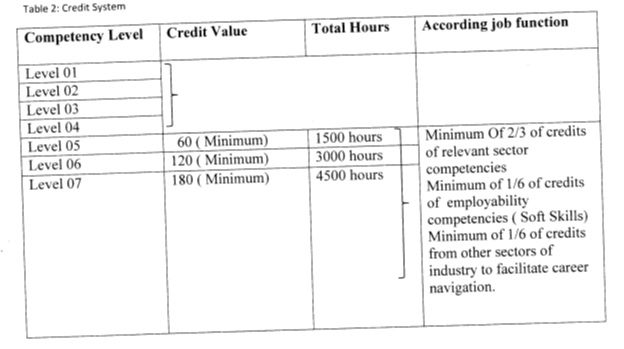 Table 2: Credit System
Competency Level Credit Value Total Hours According job function
Level 01
Level 02
Level 03
Level 04
Level 05 60 ( Minimum) 1500 hours
Level 06 120 ( Minimum) 3000 hours
Level 07 180 ( Minimum) 4500 hours
Minimum Of 2/3 of credits
of relevant sector
competencies
Minimum of 1/6 of credits
of employability
competencies ( Soft Skills)
Minimum of 1/6 of credits
from other sectors of
industry to facilitate career
navigation.